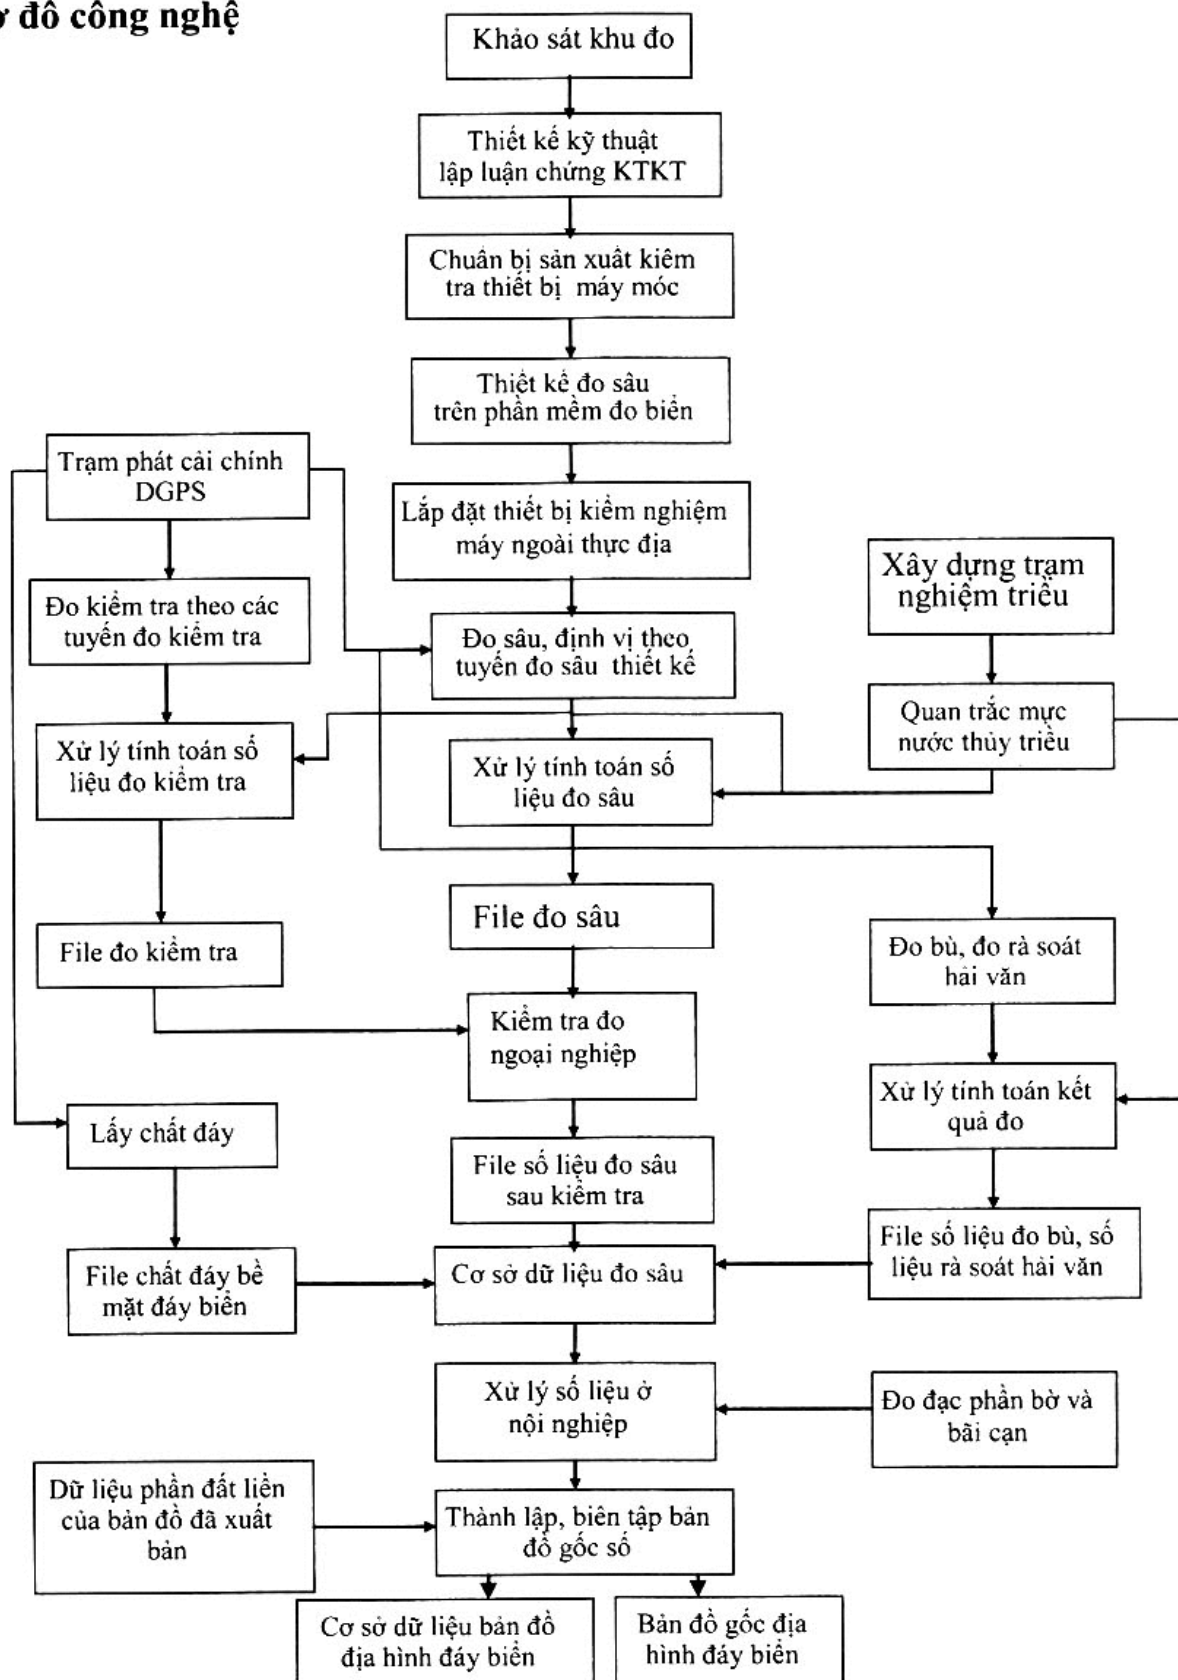 đồ công nghệ
Khảo sát khu đo
Thiết kế kỹ thuật
lập luận chứng KTKT
Chuẩn bị sản xuất kiểm
tra thiết bị máy móc
Thiết kế đo sâu
trên phần mềm đo biển
Trạm phát cải chính
DGPS
Lắp đặt thiết bị kiểm nghiệm
máy ngoài thực địa
Xây dựng trạm
nghiệm triều
Đo kiểm tra theo các
tuyến đo kiểm tra
Đo sâu, định vị theo
tuyến đo sâu thiết kế
Quan trắc mực
nước thủy triều
Xử lý tính toán số
liệu đo kiểm tra
Xử lý tính toán số
liệu đo sâu
File đo sâu
File đo kiểm tra
Đo bù, đo rà soát
hải văn
Kiểm tra đo
ngoại nghiệp
Xử lý tính toán kết
quả đo
Lấy chất đáy
File số liệu đo sâu
sau kiểm tra
File số liệu đo bù, số
liệu rà soát hải văn
File chất đáy bề
mặt đáy biển
Cơ sở dữ liệu đo sâu
Xử lý số liệu ở
nội nghiệp
Đo đạc phần bờ và
bãi cạn
Dữ liệu phần đất liền
của bản đồ đã xuất
bản
Thành lập, biên tập bản
đồ gốc số
Cơ sở dữ liệu bản đồ
địa hình đáy biển
Bản đồ gốc địa
hình đáy biển